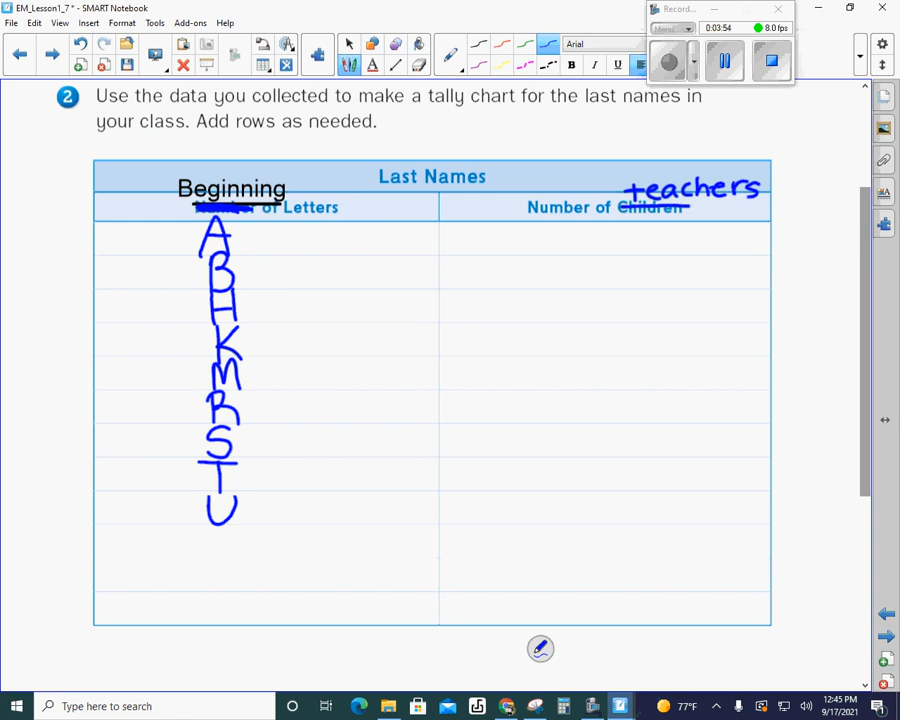 EM_Lesson1_7 * - SMART Notebook
File Edit View Insert Format Tools Add-ons Help
Record...
Menu
0:03:54 8.0 fps
Arial
B I U
2 Use the data you collected to make a tally chart for the last names in
your class. Add rows as needed.
Last Names
Beginning
teachers
of Letters
Number of Children
A
B
H
K
M
R
S
T
U
Type here to search
77°F
12:45 PM
9/17/2021
1